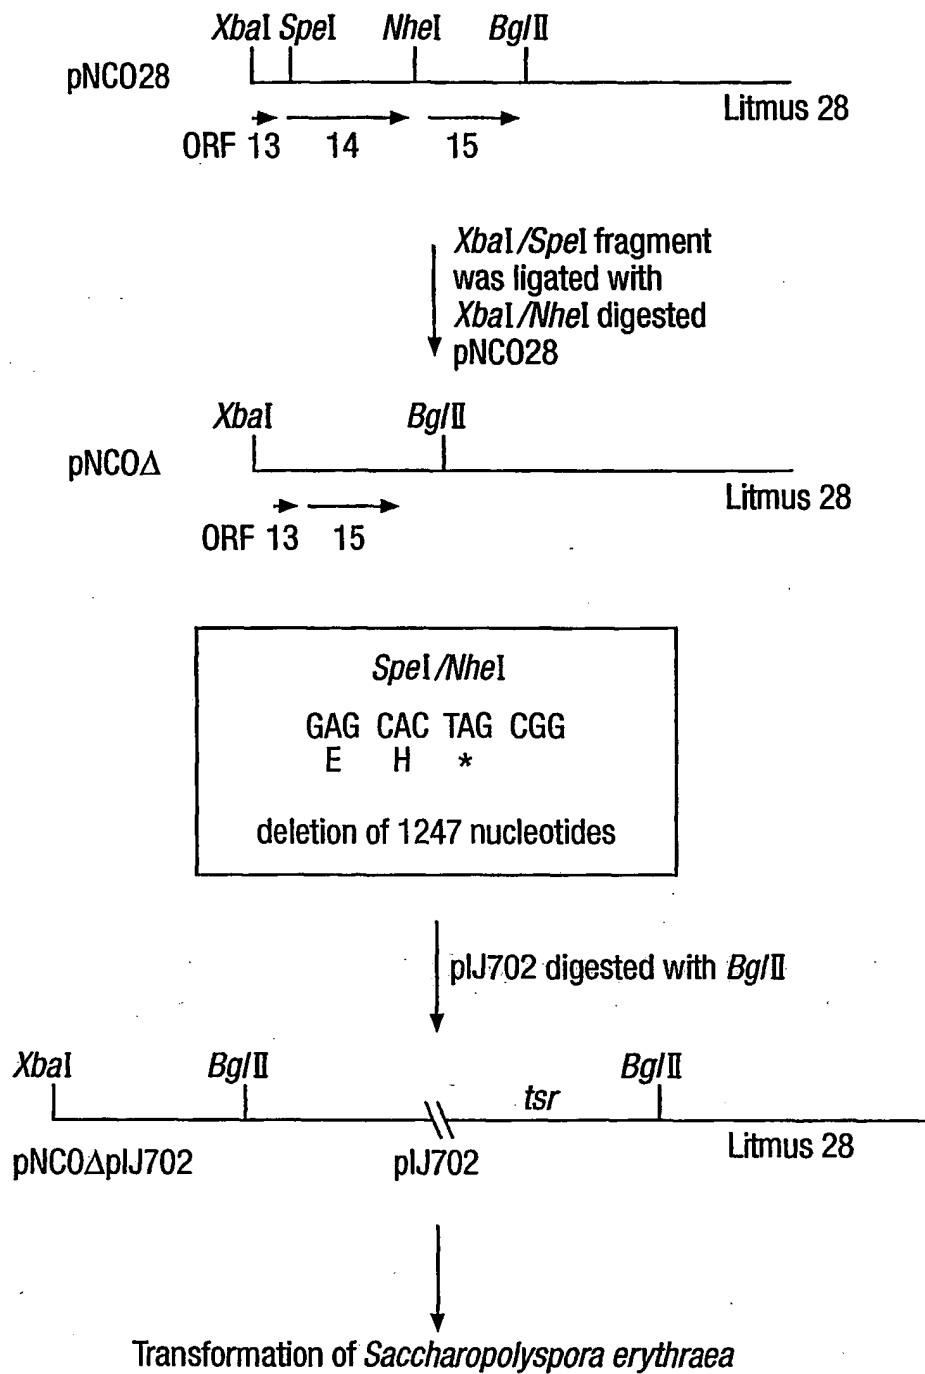 XbaI SpeI NheI BglII
pNCO28
Litmus 28
ORF 13 14 15
XbaI/SpeI fragment
was ligated with
XbaI/NheI digested
pNCO28
XbaI BglII
pNCOΔ
Litmus 28
ORF 13 15
SpeI/NheI
GAG CAC TAG CGG
E H *
deletion of 1247 nucleotides
pIJ702 digested with BglII
XbaI BglII BglII
tsr
pNCOΔpIJ702 pIJ702 Litmus 28
Transformation of Saccharopolyspora erythraea